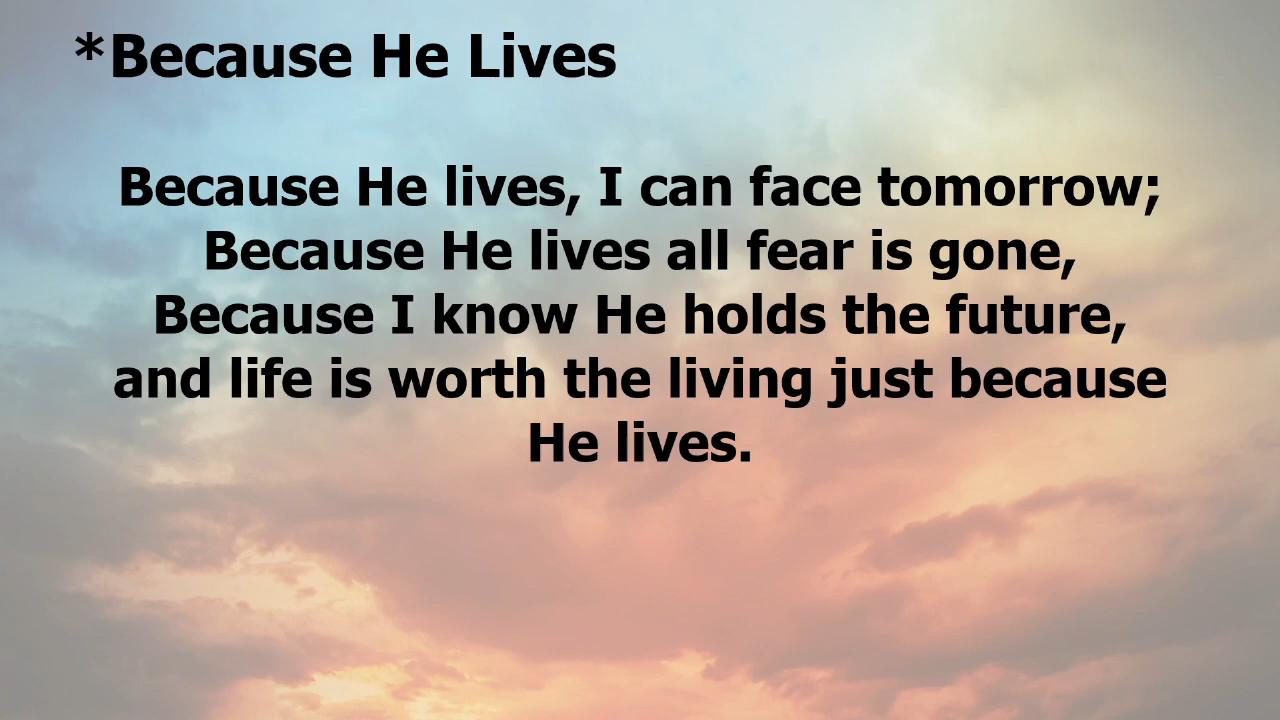 *Because He Lives
Because He lives, I can face tomorrow;
Because He lives all fear is gone,
Because I know He holds the future,
and life is worth the living just because
He lives.